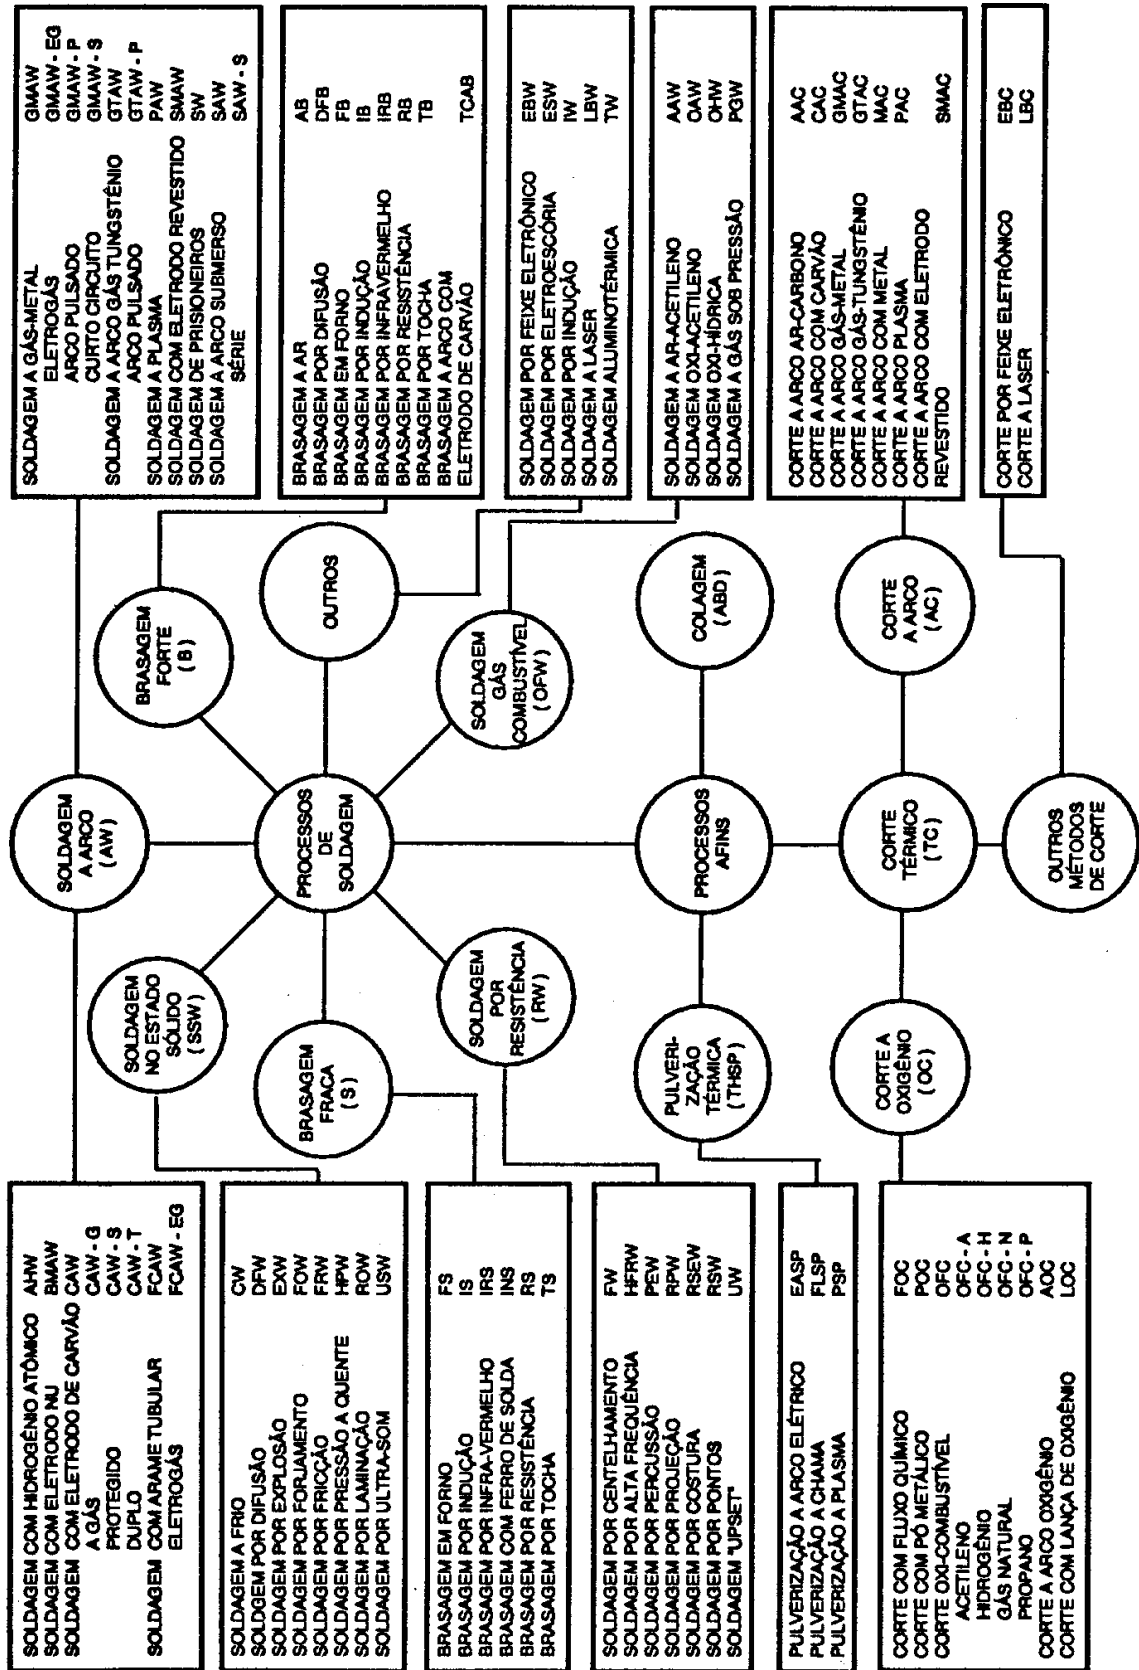 SOLDAGEM COM HIDROGÊNIO ATÔMICO AHW
SOLDAGEM COM ELETRODO NU BMAW
SOLDAGEM COM ELETRODO DE CARVÃO CAW
A GÁS CAW - G
PROTEGIDO CAW - S
DUPLO CAW - T
SOLDAGEM COM ARAME TUBULAR FCAW
ELETROGÁS FCAW - EG
SOLDAGEM A FRIO CW
SOLDGEM POR DIFUSÃO DFW
SOLDAGEM POR EXPLOSÃO EXW
SOLDAGEM POR FORJAMENTO FOW
SOLDAGEM POR FRICÇÃO FRW
SOLDAGEM POR PRESSÃO A QUENTE HPW
SOLDAGEM POR LAMINAÇÃO ROW
SOLDAGEM POR ULTRA-SOM USW
BRASAGEM EM FORNO FS
BRASAGEM POR INDUÇÃO IS
BRASAGEM POR INFRA-VERMELHO IRS
BRASAGEM COM FERRO DE SOLDA INS
BRASAGEM POR RESISTÊNCIA RS
BRASAGEM POR TOCHA TS
SOLDAGEM POR CENTELHAMENTO FW
SOLDAGEM POR ALTA FREQUÊNCIA HFRW
SOLDAGEM POR PERCUSSÃO PEW
SOLDAGEM POR PROJEÇÃO RPW
SOLDAGEM POR COSTURA RSEW
SOLDAGEM POR PONTOS RSW
SOLDAGEM "UPSET" UW
PULVERIZAÇÃO A ARCO ELÉTRICO EASP
PULVERIZAÇÃO A CHAMA FLSP
PULVERIZAÇÃO A PLASMA PSP
CORTE COM FLUXO QUÍMICO FOC
CORTE COM PÓ METÁLICO POC
CORTE OXI-COMBUSTÍVEL OFC
ACETILENO OFC - A
HIDROGÊNIO OFC - H
GÁS NATURAL OFC - N
PROPANO OFC - P
CORTE A ARCO OXIGÊNIO AOC
CORTE COM LANÇA DE OXIGÊNIO LOC
SOLDAGEM
A ARCO
(AW)
SOLDAGEM
NO ESTADO
SÓLIDO
(SSW)
BRASAGEM
FORTE
( B )
BRASAGEM
FRACA
( S )
PROCESSOS
DE
SOLDAGEM
OUTROS
SOLDAGEM
POR
RESISTÊNCIA
( RW )
SOLDAGEM
GÁS
COMBUSTÍVEL
( OFW )
PULVERI-
ZAÇÃO
TÉRMICA
( THSP )
PROCESSOS
AFINS
COLAGEM
(ABD )
CORTE A
OXIGÊNIO
( OC )
CORTE
TÉRMICO
( TC )
CORTE
A ARCO
( AC )
OUTROS
MÉTODOS
DE CORTE
SOLDAGEM A GÁS-METAL GMAW
ELETROGÁS GMAW - EG
ARCO PULSADO GMAW - P
CURTO CIRCUITO GMAW - S
SOLDAGEM A ARCO GÁS TUNGSTÊNIO GTAW
ARCO PULSADO GTAW - P
SOLDAGEM A PLASMA PAW
SOLDAGEM COM ELETRODO REVESTIDO SMAW
SOLDAGEM DE PRISIONEIROS SW
SOLDAGEM A ARCO SUBMERSO SAW
SÉRIE SAW - S
BRASAGEM A AR AB
BRASAGEM POR DIFUSÃO DFB
BRASAGEM EM FORNO FB
BRASAGEM POR INDUÇÃO IB
BRASAGEM POR INFRAVERMELHO IRB
BRASAGEM POR RESISTÊNCIA RB
BRASAGEM POR TOCHA TB
BRASAGEM A ARCO COM
ELETRODO DE CARVÃO TCAB
SOLDAGEM POR FEIXE ELETRÔNICO EBW
SOLDAGEM POR ELETROESCÓRIA ESW
SOLDAGEM POR INDUÇÃO IW
SOLDAGEM A LASER LBW
SOLDAGEM ALUMINOTÉRMICA TW
SOLDAGEM A AR-ACETILENO AAW
SOLDAGEM OXI-ACETILENO OAW
SOLDAGEM OXI-HÍDRICA OHW
SOLDAGEM A GÁS SOB PRESSÃO PGW
CORTE A ARCO AR-CARBONO AAC
CORTE A ARCO COM CARVÃO CAC
CORTE A ARCO GÁS-METAL GMAC
CORTE A ARCO GÁS-TUNGSTÊNIO GTAC
CORTE A ARCO COM METAL MAC
CORTE A ARCO PLASMA PAC
CORTE A ARCO COM ELETRODO
REVESTIDO SMAC
CORTE POR FEIXE ELETRÔNICO EBC
CORTE A LASER LBC